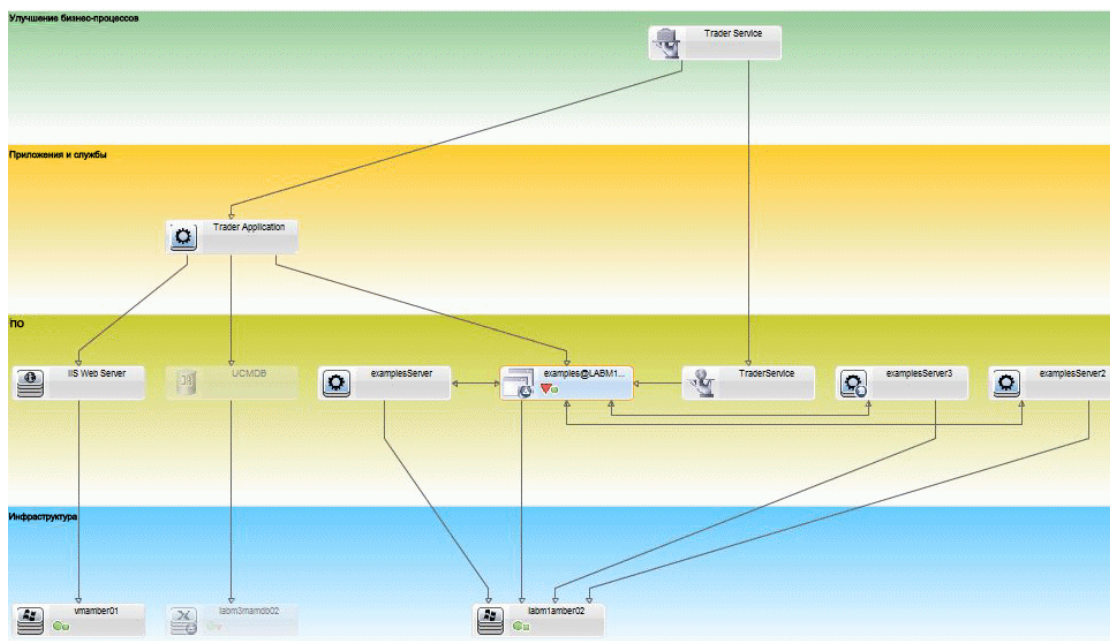 Улучшение бизнес-процессов
Trader Service
Приложения и службы
Trader Application
ПО
IIS Web Server
UCMDB
examplesServer
examples@LABM1...
TraderService
examplesServer3
examplesServer2
Инфраструктура
vmamber01
labm3mamdb02
labm1amber02